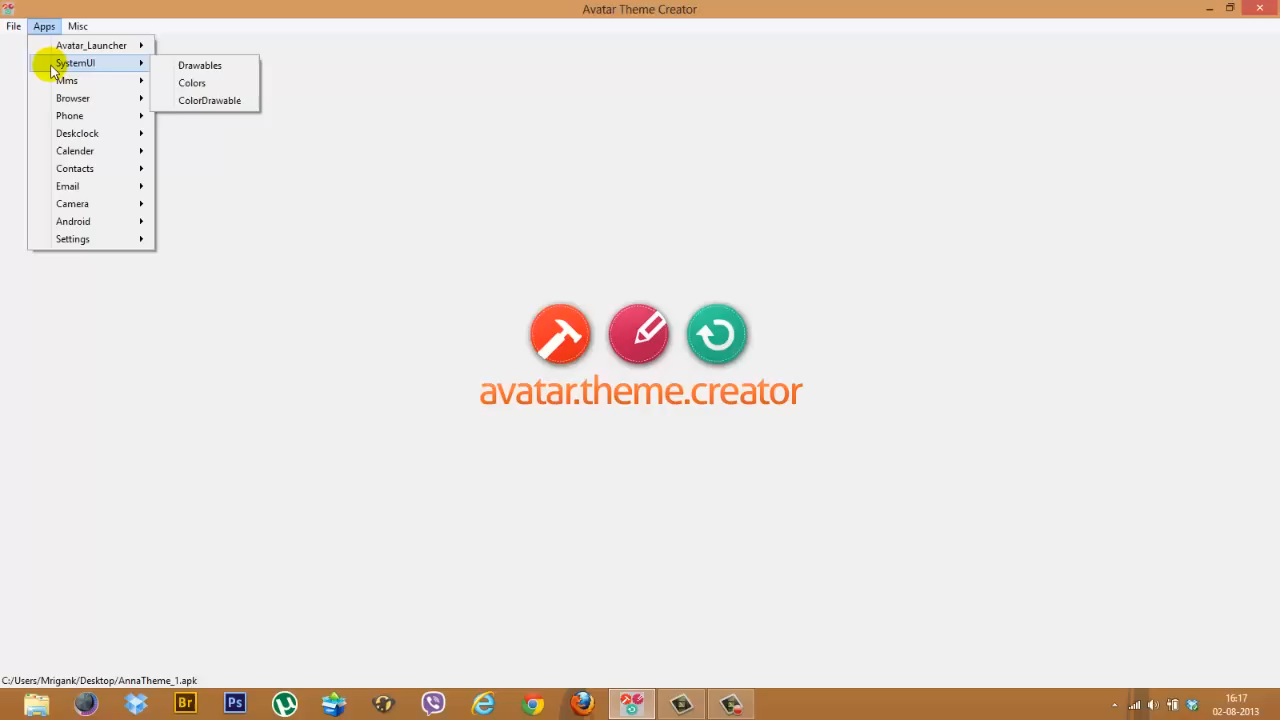 Avatar Theme Creator
File Apps Misc
Avatar_Launcher
SystemUI
Mms
Browser
Phone
Deskclock
Calender
Contacts
Email
Camera
Android
Settings
Drawables
Colors
ColorDrawable
avatar.theme.creator
C:/Users/Mrigank/Desktop/AnnaTheme_1.apk
Br
Ps
16:17
02-08-2013